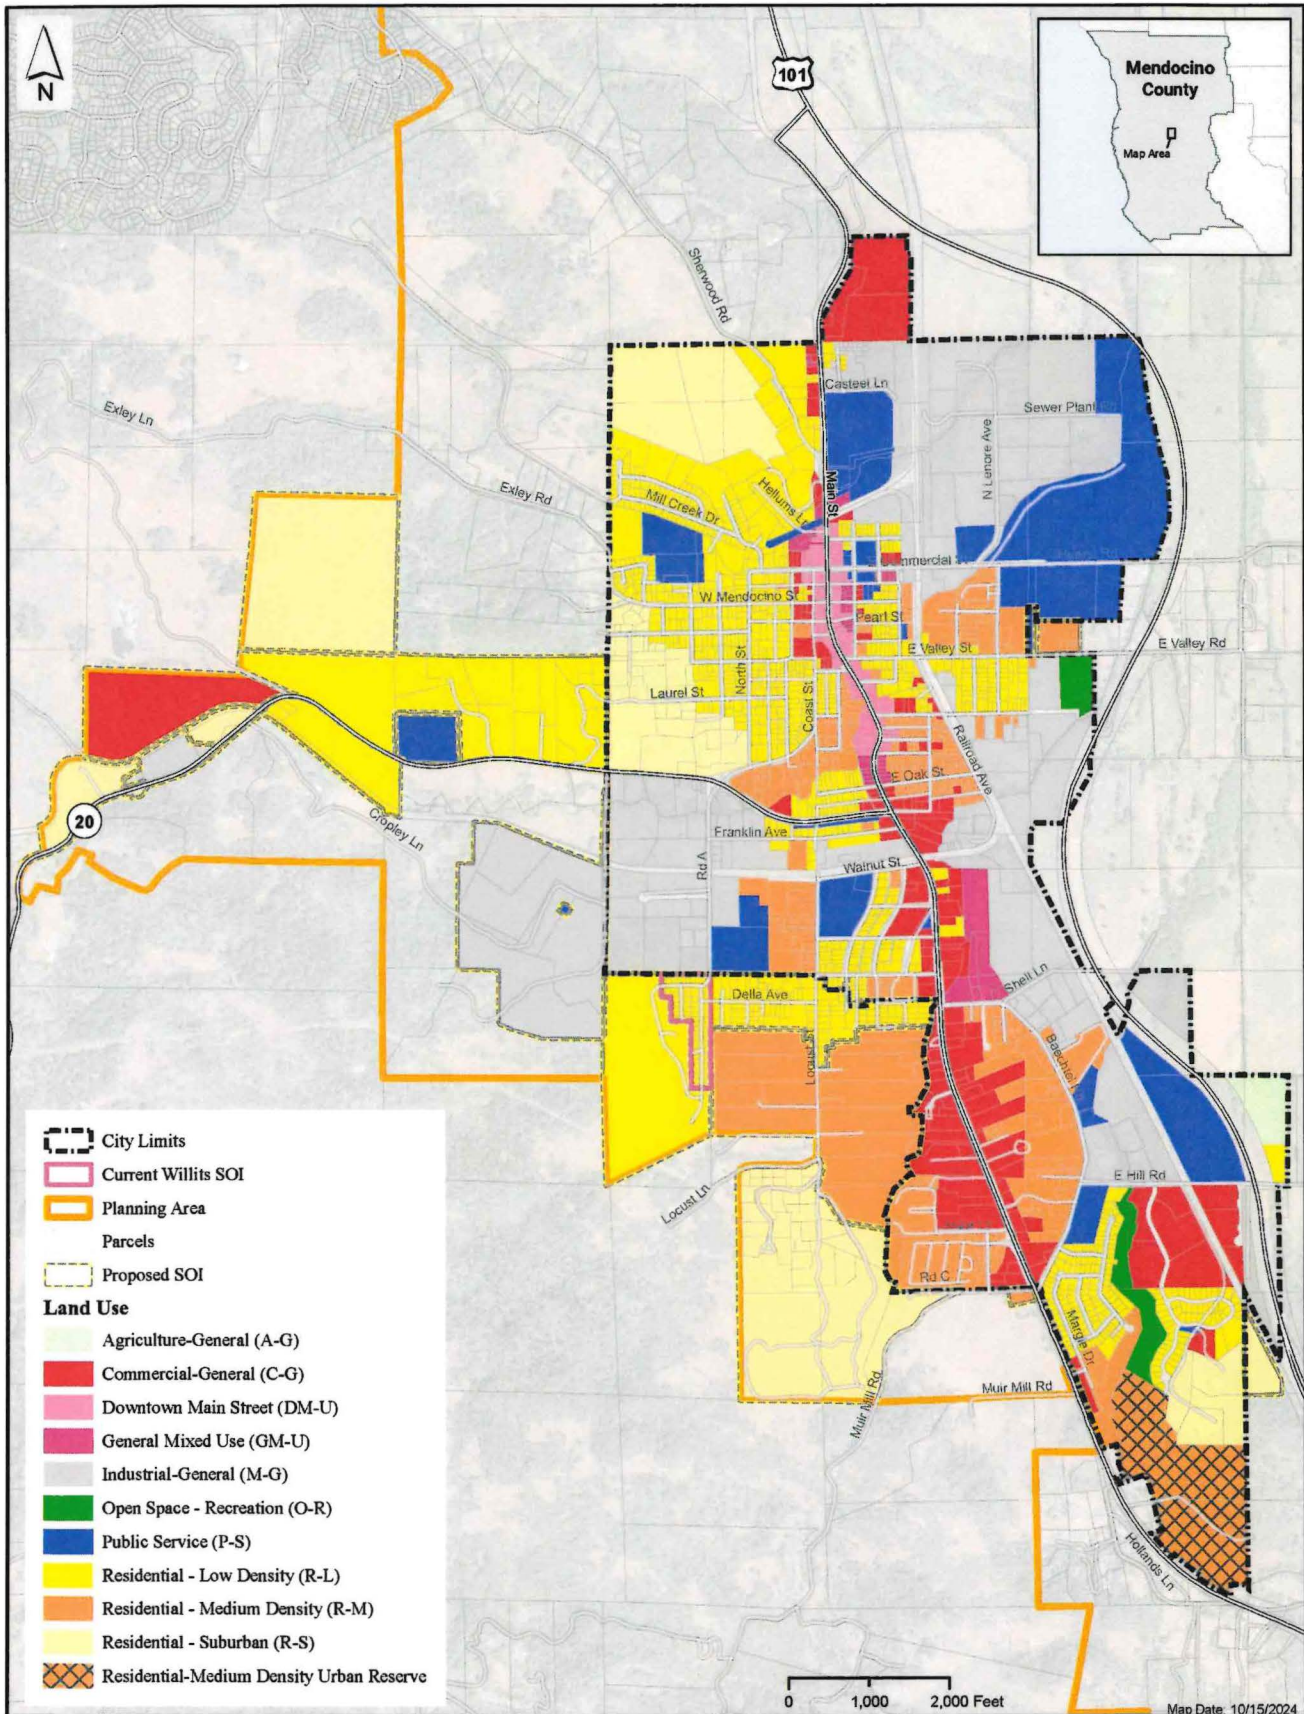 N
101
Mendocino
County
Map Area
Sherwood Rd
Casteel Ln
Exley Ln
N Lenore Ave
Exley Rd
Mill Creek Dr
Hellums Ln
Main St
W Mendocino St
Pearl St
E Valley St
E Valley Rd
North St
Laurel St
Coast St
Railroad Ave
E Oak St
20
Cropley Ln
Franklin Ave
Walnut St
Rd A
Shell Ln
Della Ave
Locust St
E Hill Rd
Locust Ln
Rd C
Margie Dr
Muir Mill Rd
Muir Mill Rd
Hollands Ln
City Limits
Current Willits SOI
Planning Area
Parcels
Proposed SOI
Land Use
Agriculture-General (A-G)
Commercial-General (C-G)
Downtown Main Street (DM-U)
General Mixed Use (GM-U)
Industrial-General (M-G)
Open Space - Recreation (O-R)
Public Service (P-S)
Residential - Low Density (R-L)
Residential - Medium Density (R-M)
Residential - Suburban (R-S)
Residential-Medium Density Urban Reserve
0 1,000 2,000 Feet
Map Date: 10/15/2024